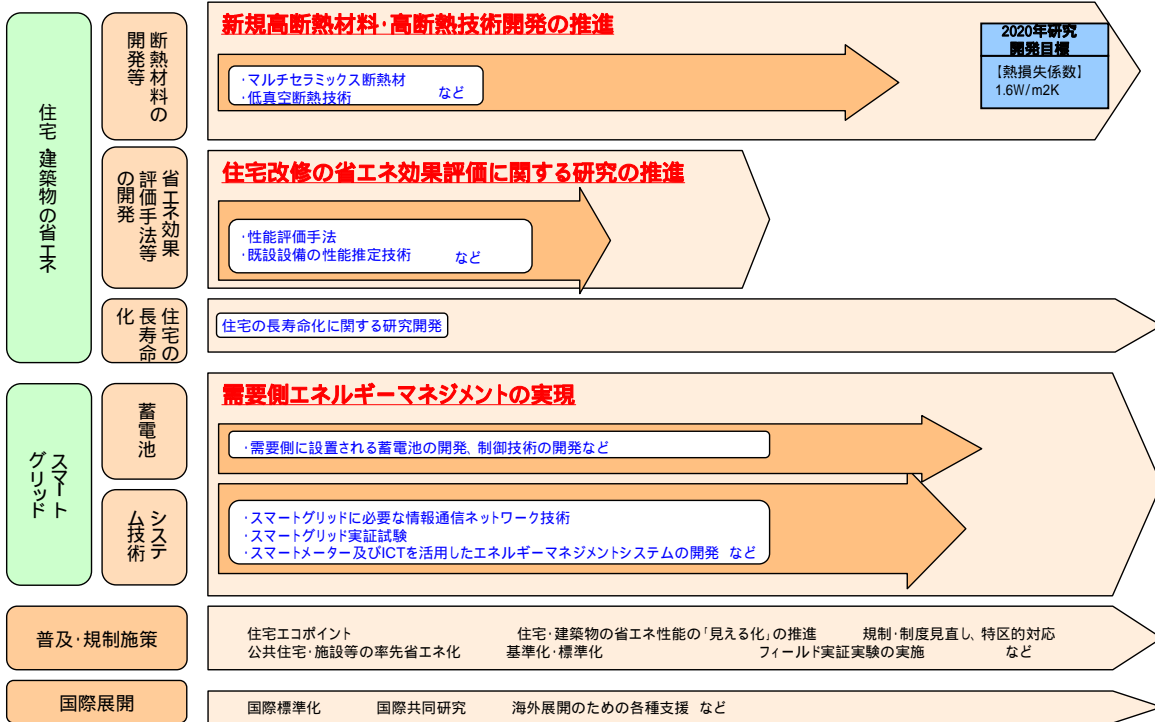 住宅・建築物の省エネ
断熱材料の
開発等
新規高断熱材料・高断熱技術開発の推進
・マルチセラミックス断熱材
・低真空断熱技術 など
2020年研究
開発目標
【熱損失係数】
1.6W/m2K
省エネ効果
評価手法等
の開発
住宅改修の省エネ効果評価に関する研究の推進
・性能評価手法
・既設設備の性能推定技術 など
住宅の
長寿命
化
住宅の長寿命化に関する研究開発
スマート
グリッド
蓄電池
需要側エネルギーマネジメントの実現
・需要側に設置される蓄電池の開発、制御技術の開発など
システ
ム技術
・スマートグリッドに必要な情報通信ネットワーク技術
・スマートグリッド実証試験
・スマートメーター及びICTを活用したエネルギーマネジメントシステムの開発 など
普及・規制施策
住宅エコポイント 住宅・建築物の省エネ性能の「見える化」の推進 規制・制度見直し、特区的対応
公共住宅・施設等の率先省エネ化 基準化・標準化 フィールド実証実験の実施 など
国際展開
国際標準化 国際共同研究 海外展開のための各種支援 など